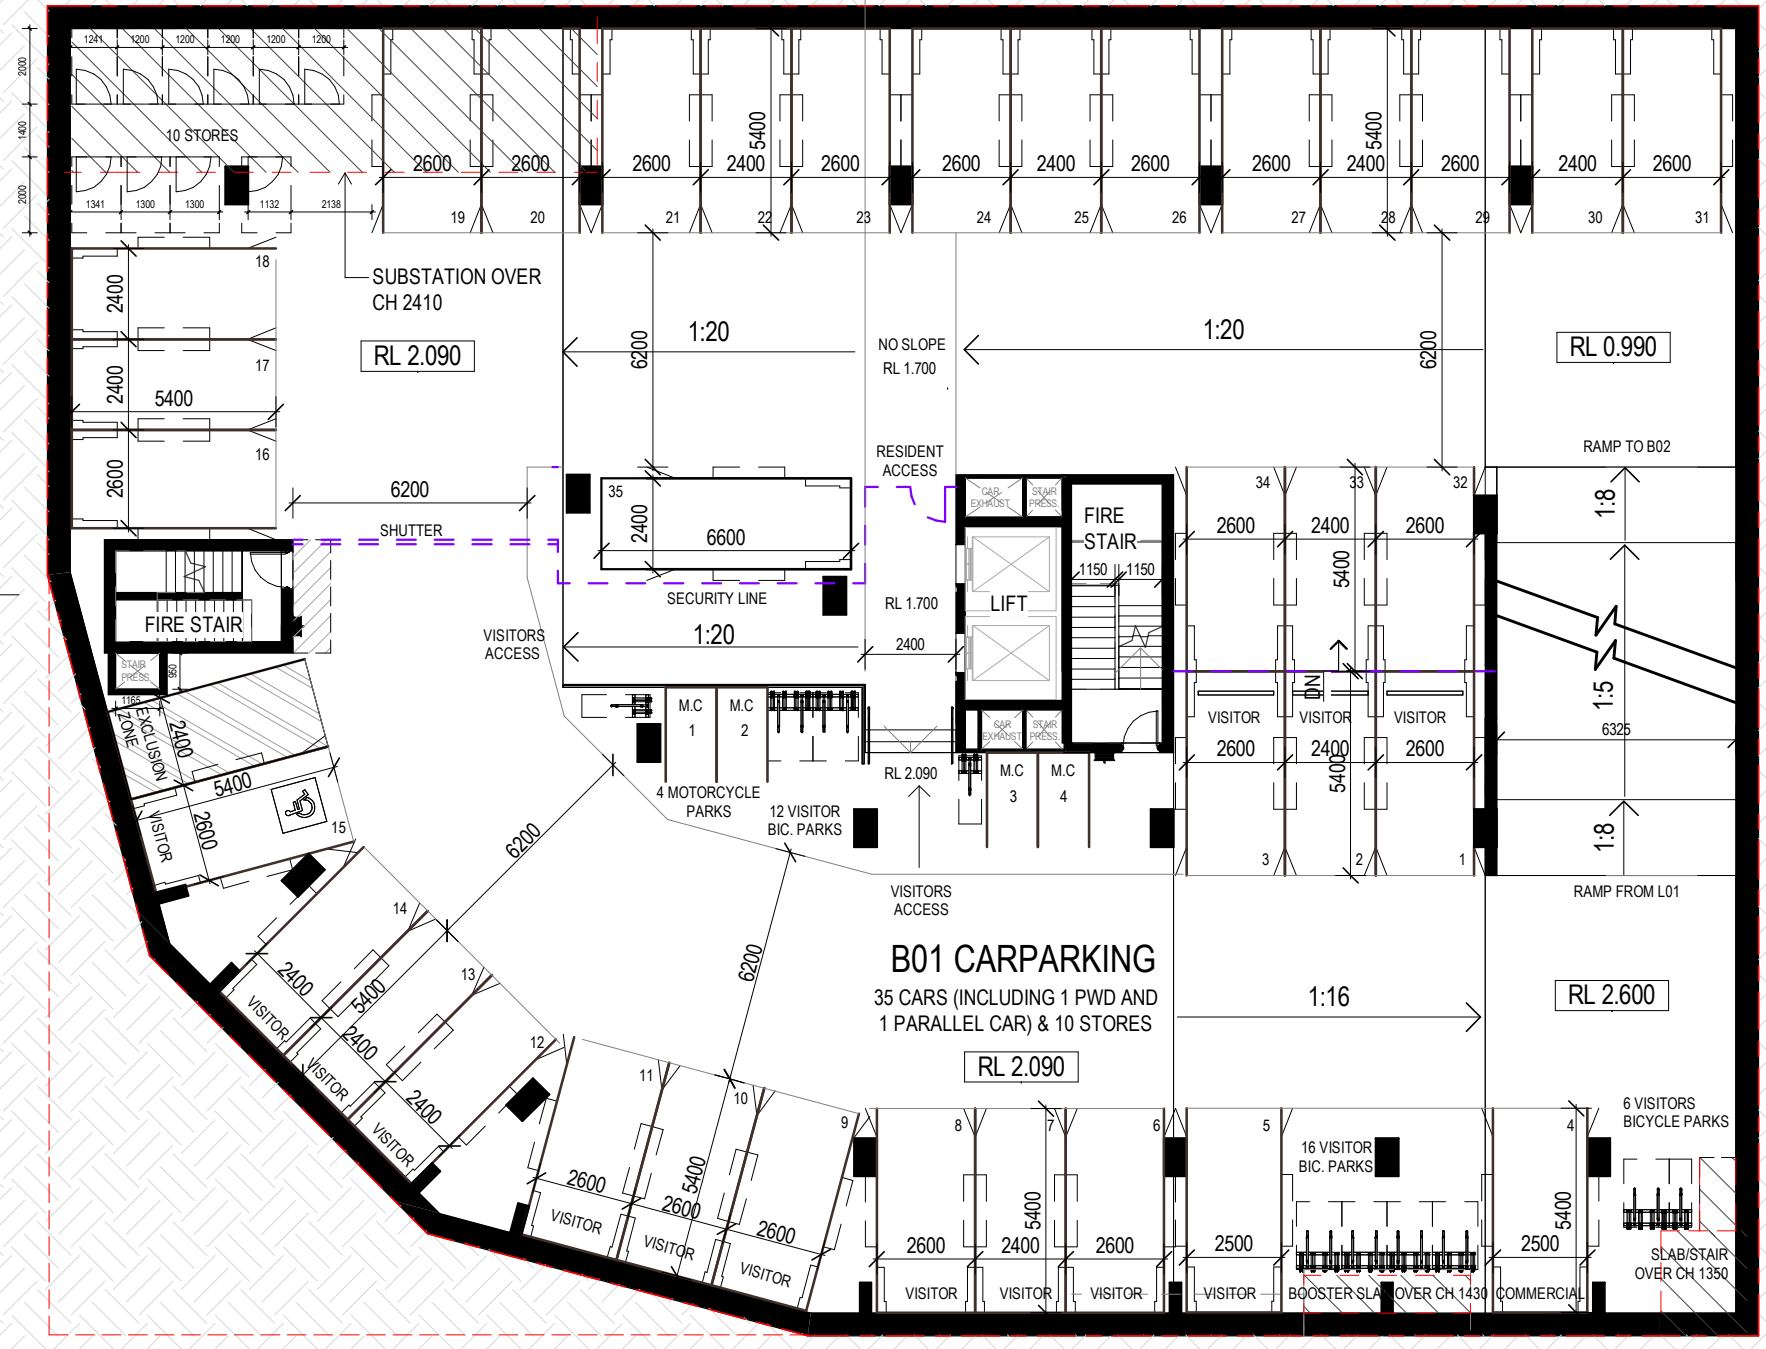 1241 1200 1200 1200 1200 1200
2000
1400
2000
10 STORES
1341 1300 1300 1132 2138
2600 2600 2600 2400 2600 2600 2400 2600 2600 2400 2600 2400 2600
5400
5400
19 20 21 22 23 24 25 26 27 28 29 30 31
18
2400
17
2400
5400
16
2600
SUBSTATION OVER
CH 2410
RL 2.090
1:20
6200
NO SLOPE
RL 1.700
1:20
6200
RL 0.990
RESIDENT
ACCESS
RAMP TO B02
6200
SHUTTER
35
2400
6600
SECURITY LINE
CAR
EXHAUST
STAIR
PRESS.
FIRE
STAIR
1150 1150
LIFT
RL 1.700
2400
34 33 32
2600 2400 2600
5400
1:8
1:5
6325
1:8
RAMP FROM L01
FIRE STAIR
STAIR
PRESS.
950
1165
VISITORS
ACCESS
1:20
M.C
1
M.C
2
4 MOTORCYCLE
PARKS
12 VISITOR
BIC. PARKS
RL 2.090
CAR
EXHAUST
STAIR
PRESS.
M.C
3
M.C
4
VISITORS
ACCESS
DN
VISITOR VISITOR VISITOR
2600 2400 2600
5400
3 2 1
EXCLUSION
ZONE
2400
5400
2600
VISITOR
15
6200
6200
14
2400
VISITOR
5400
13
2400
VISITOR
12
2400
VISITOR
11
2600
VISITOR
5400
10
2600
VISITOR
9
2600
VISITOR
B01 CARPARKING
35 CARS (INCLUDING 1 PWD AND
1 PARALLEL CAR) & 10 STORES
RL 2.090
1:16
RL 2.600
8 7 6 5 4
16 VISITOR
BIC. PARKS
6 VISITORS
BICYCLE PARKS
5400
5400
2600 2400 2600 2500 2500
SLAB/STAIR
OVER CH 1350
VISITOR VISITOR VISITOR VISITOR BOOSTER SLA OVER CH 1430 COMMERCIAL